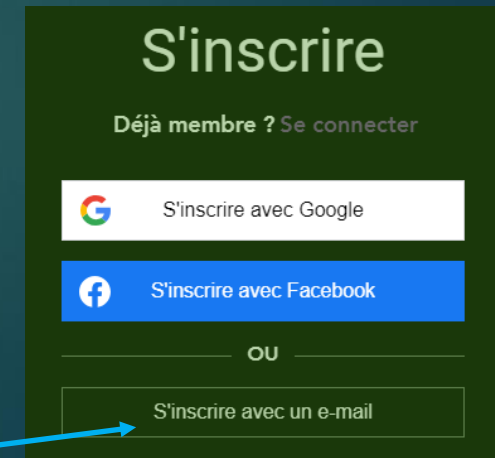 S'inscrire
Déjà membre ? Se connecter
S'inscrire avec Google
S'inscrire avec Facebook
OU
S'inscrire avec un e-mail